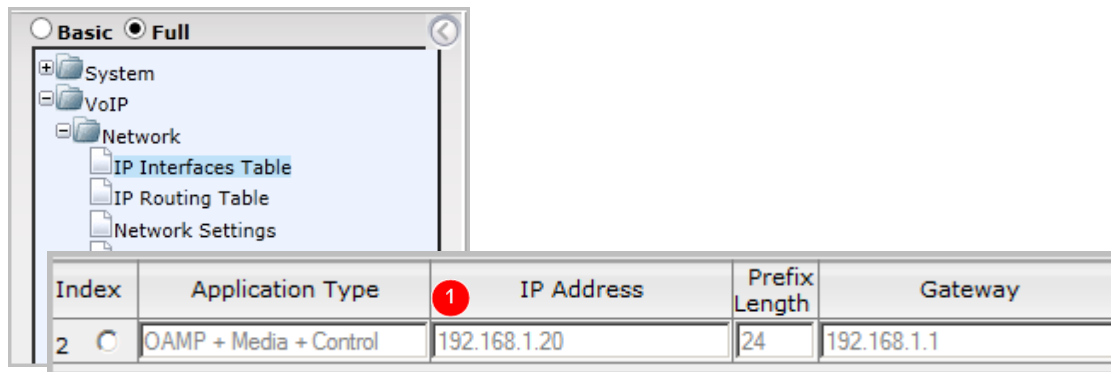 Basic Full
System
VoIP
Network
IP Interfaces Table
IP Routing Table
Network Settings
Index Application Type 1 IP Address Prefix Length Gateway
2 OAMP + Media + Control 192.168.1.20 24 192.168.1.1